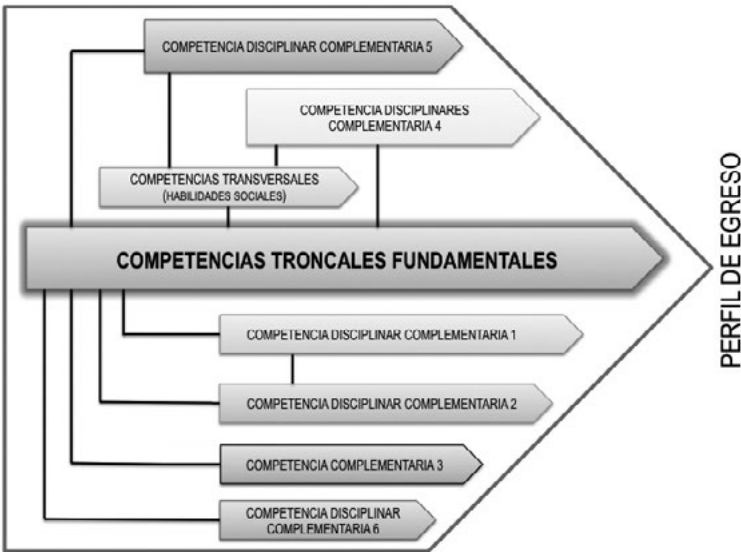 COMPETENCIA DISCIPLINAR COMPLEMENTARIA 5
COMPETENCIA DISCIPLINARES
COMPLEMENTARIA 4
COMPETENCIAS TRANSVERSALES
(HABILIDADES SOCIALES)
COMPETENCIAS TRONCALES FUNDAMENTALES
COMPETENCIA DISCIPLINAR COMPLEMENTARIA 1
COMPETENCIA DISCIPLINAR COMPLEMENTARIA 2
COMPETENCIA COMPLEMENTARIA 3
COMPETENCIA DISCIPLINAR
COMPLEMENTARIA 6
PERFIL DE EGRESO